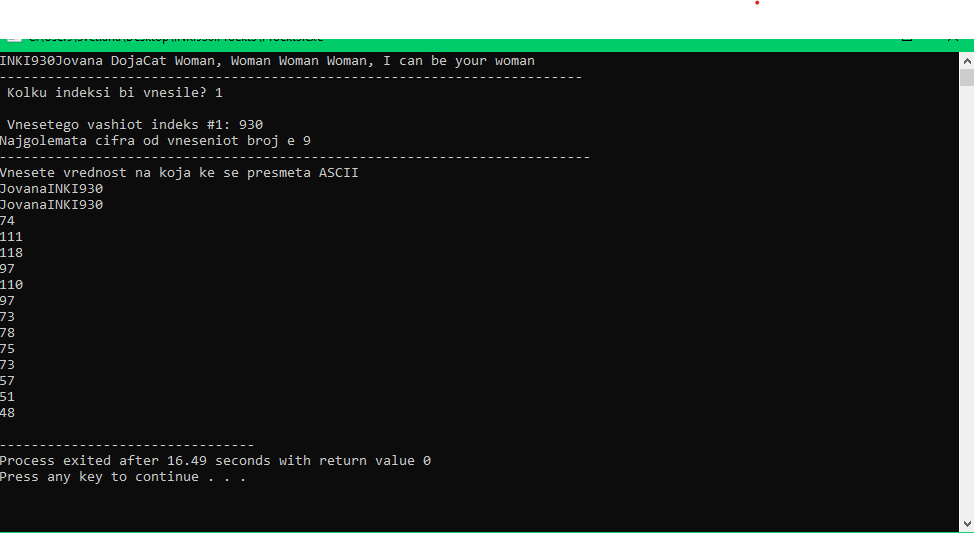 INKI930Jovana DojaCat Woman, Woman Woman Woman, I can be your woman
-------------------------------------------------------------------------
 Kolku indeksi bi vnesile? 1
 Vnesetego vashiot indeks #1: 930
Najgolemata cifra od vneseniot broj e 9
--------------------------------------------------------------------------
Vnesete vrednost na koja ke se presmeta ASCII
JovanaINKI930
JovanaINKI930
74
111
118
97
110
97
73
78
75
73
57
51
48
--------------------------------
Process exited after 16.49 seconds with return value 0
Press any key to continue . . .